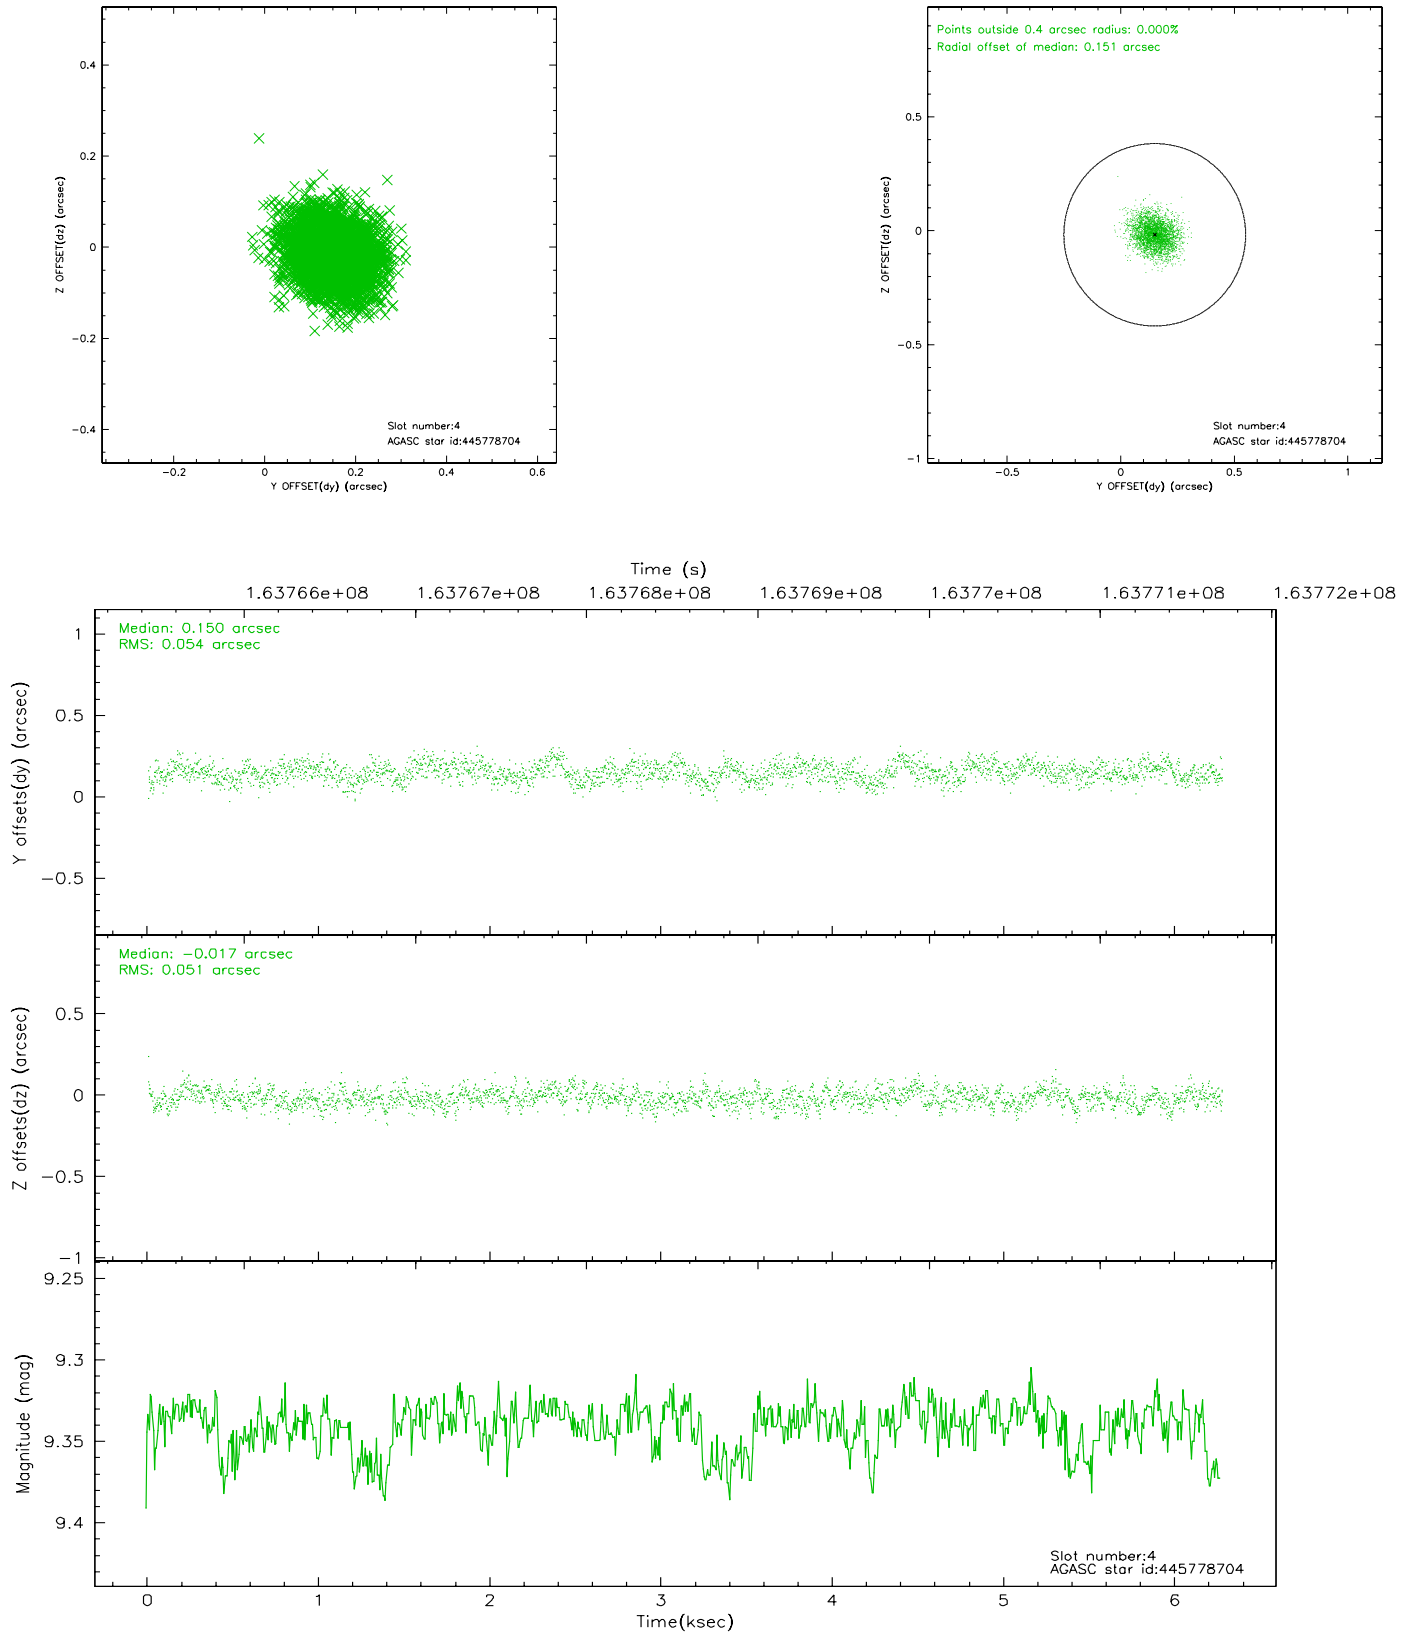 0.4
0.2
0
-0.2
-0.4
Z OFFSET(dz) (arcsec)
Slot number:4
AGASC star id:445778704
-0.2 0 0.2 0.4 0.6
Y OFFSET(dy) (arcsec)
Points outside 0.4 arcsec radius: 0.000%
Radial offset of median: 0.151 arcsec
0.5
0
-0.5
-1
Z OFFSET(dz) (arcsec)
Slot number:4
AGASC star id:445778704
-0.5 0 0.5 1
Y OFFSET(dy) (arcsec)
Time (s)
1.63766e+08 1.63767e+08 1.63768e+08 1.63769e+08 1.6377e+08 1.63771e+08 1.63772e+08
Median: 0.150 arcsec
RMS: 0.054 arcsec
1
0.5
0
-0.5
Y offsets(dy) (arcsec)
Median: -0.017 arcsec
RMS: 0.051 arcsec
0.5
0
-0.5
-1
Z offsets(dz) (arcsec)
9.25
9.3
9.35
9.4
Magnitude (mag)
Slot number:4
AGASC star id:445778704
0 1 2 3 4 5 6
Time(ksec)